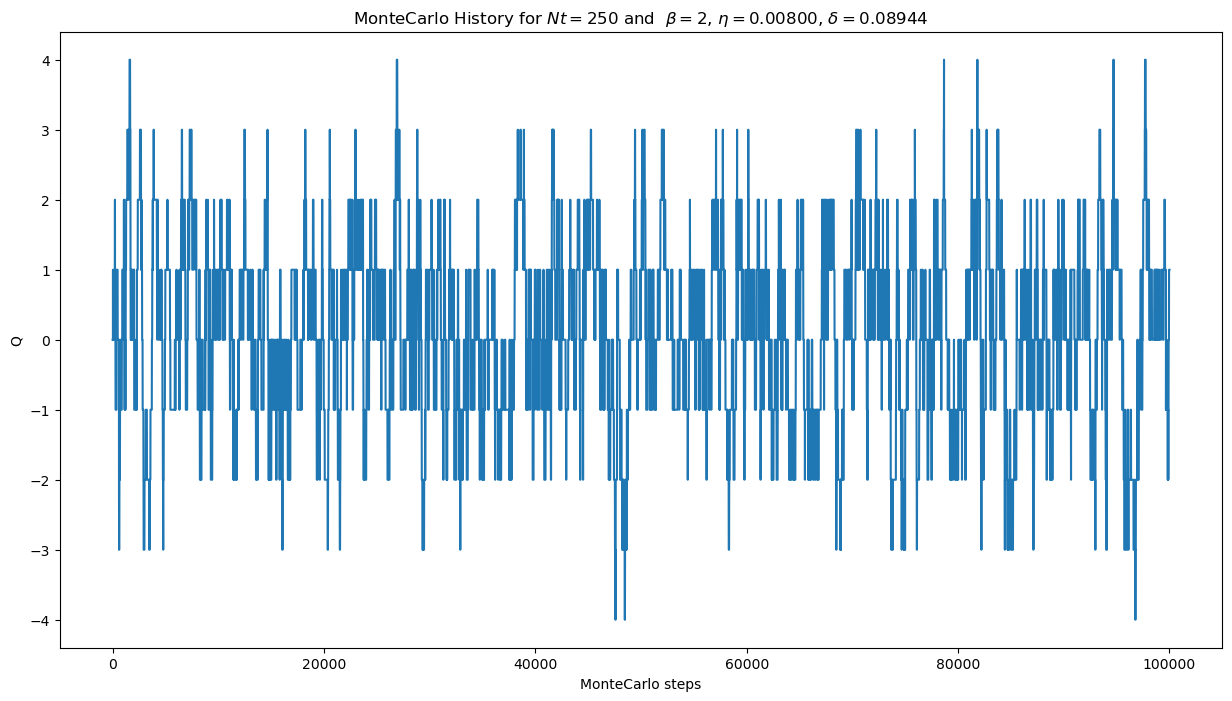 MonteCarlo History for Nt = 250 and β = 2, η = 0.00800, δ = 0.08944
4
3
2
1
0
−1
−2
−3
−4
Q
0 20000 40000 60000 80000 100000
MonteCarlo steps